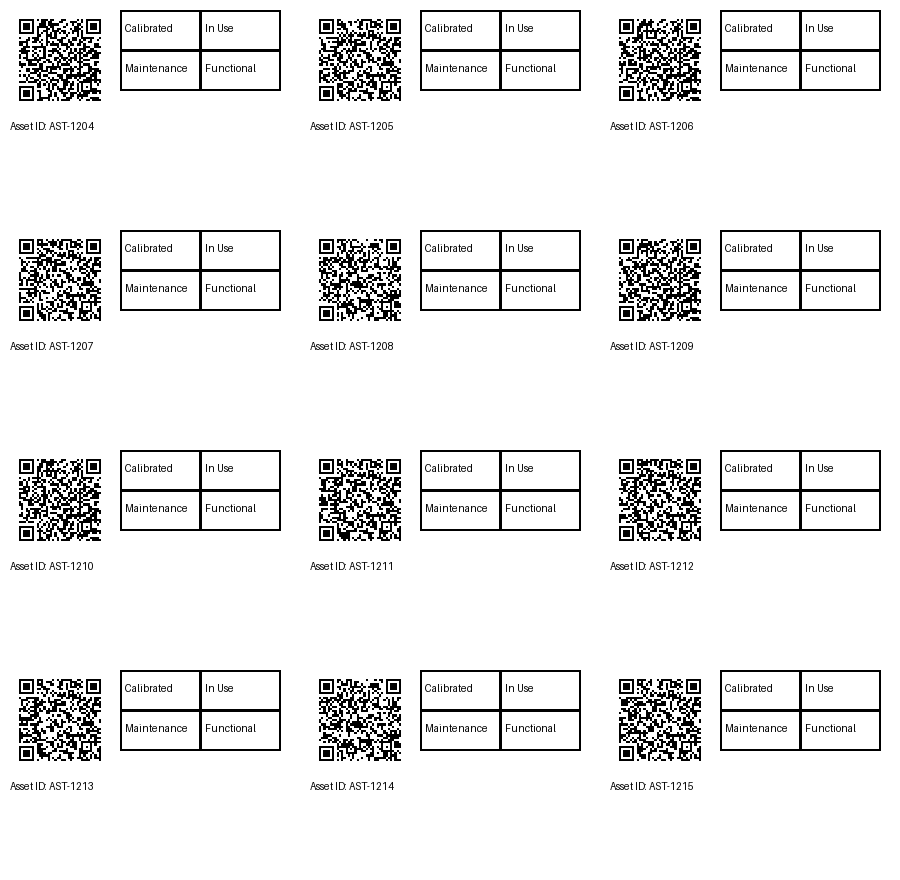 Calibrated In Use Calibrated In Use Calibrated In Use
Maintenance Functional Maintenance Functional Maintenance Functional
Asset ID: AST-1204 Asset ID: AST-1205 Asset ID: AST-1206
Calibrated In Use Calibrated In Use Calibrated In Use
Maintenance Functional Maintenance Functional Maintenance Functional
Asset ID: AST-1207 Asset ID: AST-1208 Asset ID: AST-1209
Calibrated In Use Calibrated In Use Calibrated In Use
Maintenance Functional Maintenance Functional Maintenance Functional
Asset ID: AST-1210 Asset ID: AST-1211 Asset ID: AST-1212
Calibrated In Use Calibrated In Use Calibrated In Use
Maintenance Functional Maintenance Functional Maintenance Functional
Asset ID: AST-1213 Asset ID: AST-1214 Asset ID: AST-1215